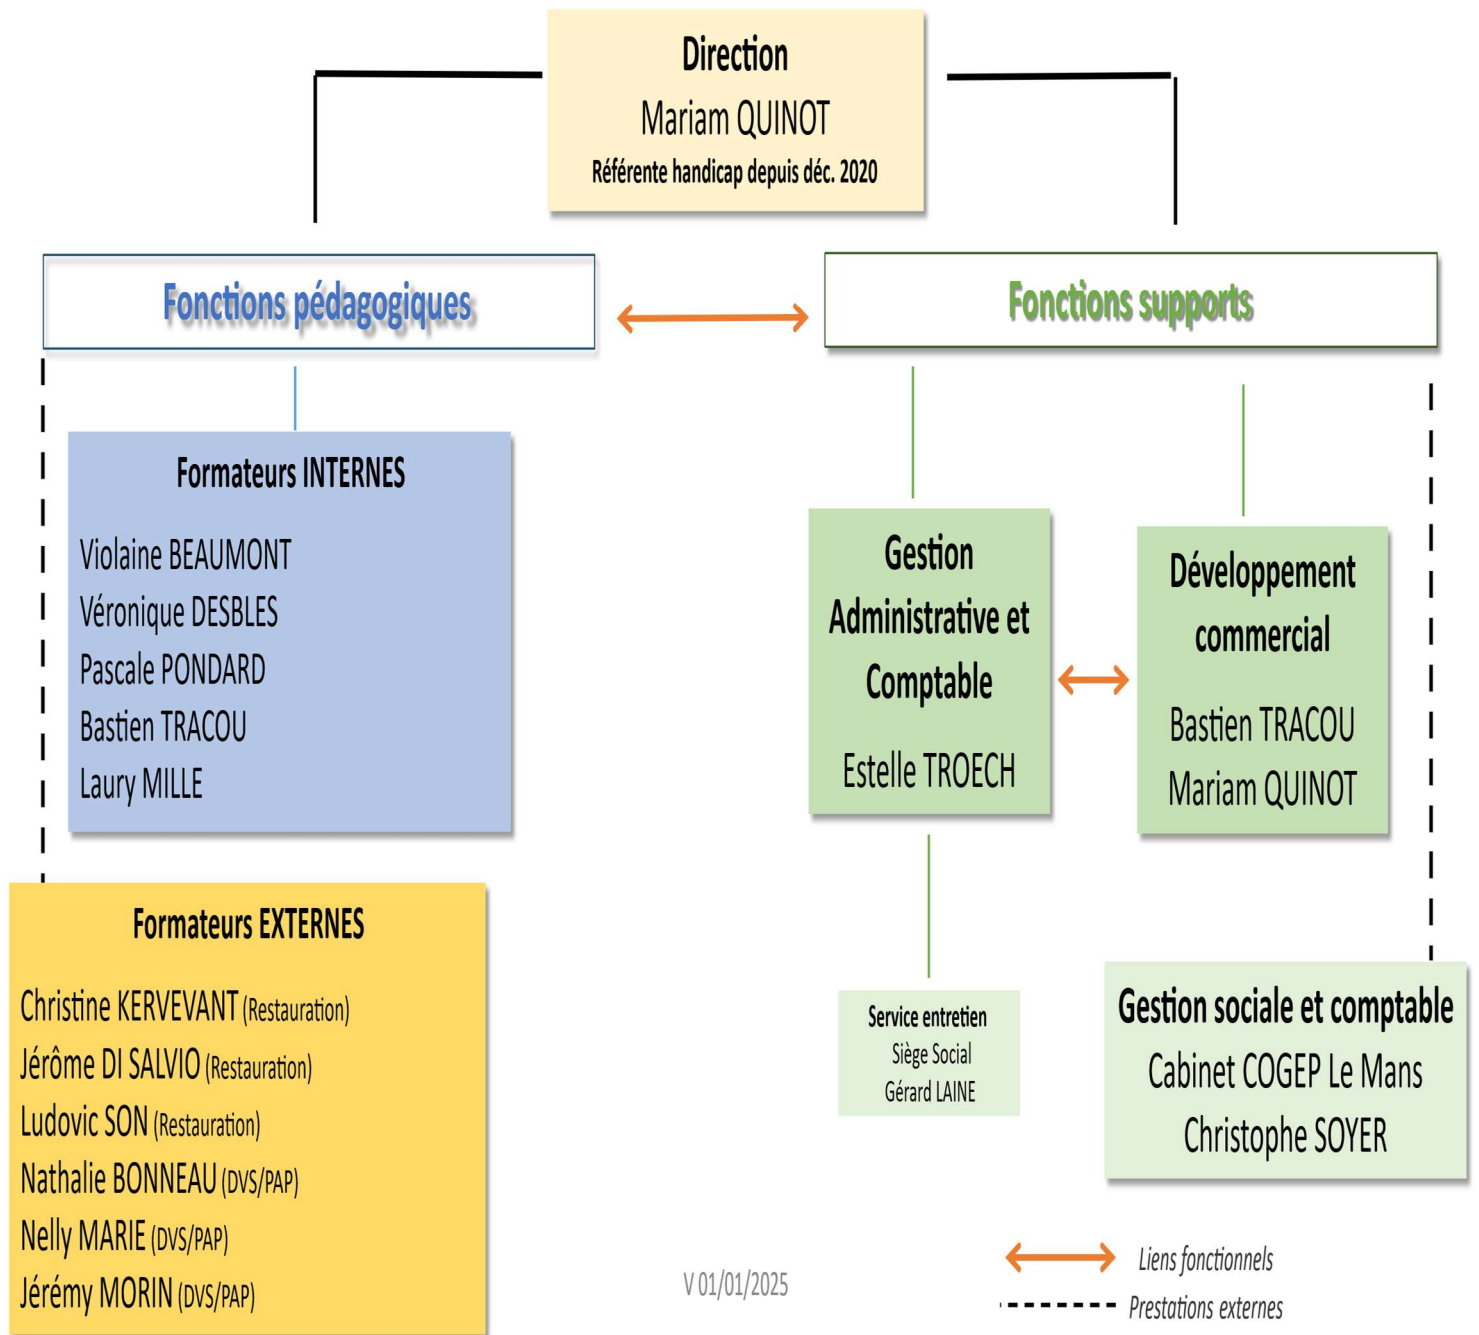 Direction
Mariam QUINOT
Référente handicap depuis déc. 2020
Fonctions pédagogiques
Fonctions supports
Formateurs INTERNES
Violaine BEAUMONT
Véronique DESBLES
Pascale PONDARD
Bastien TRACOU
Laury MILLE
Gestion
Administrative et
Comptable
Estelle TROECH
Développement
commercial
Bastien TRACOU
Mariam QUINOT
Formateurs EXTERNES
Christine KERVEVANT (Restauration)
Jérôme DI SALVIO (Restauration)
Ludovic SON (Restauration)
Nathalie BONNEAU (DVS/PAP)
Nelly MARIE (DVS/PAP)
Jérémy MORIN (DVS/PAP)
Service entretien
Siège Social
Gérard LAINE
Gestion sociale et comptable
Cabinet COGEP Le Mans
Christophe SOYER
V 01/01/2025
Liens fonctionnels
Prestations externes